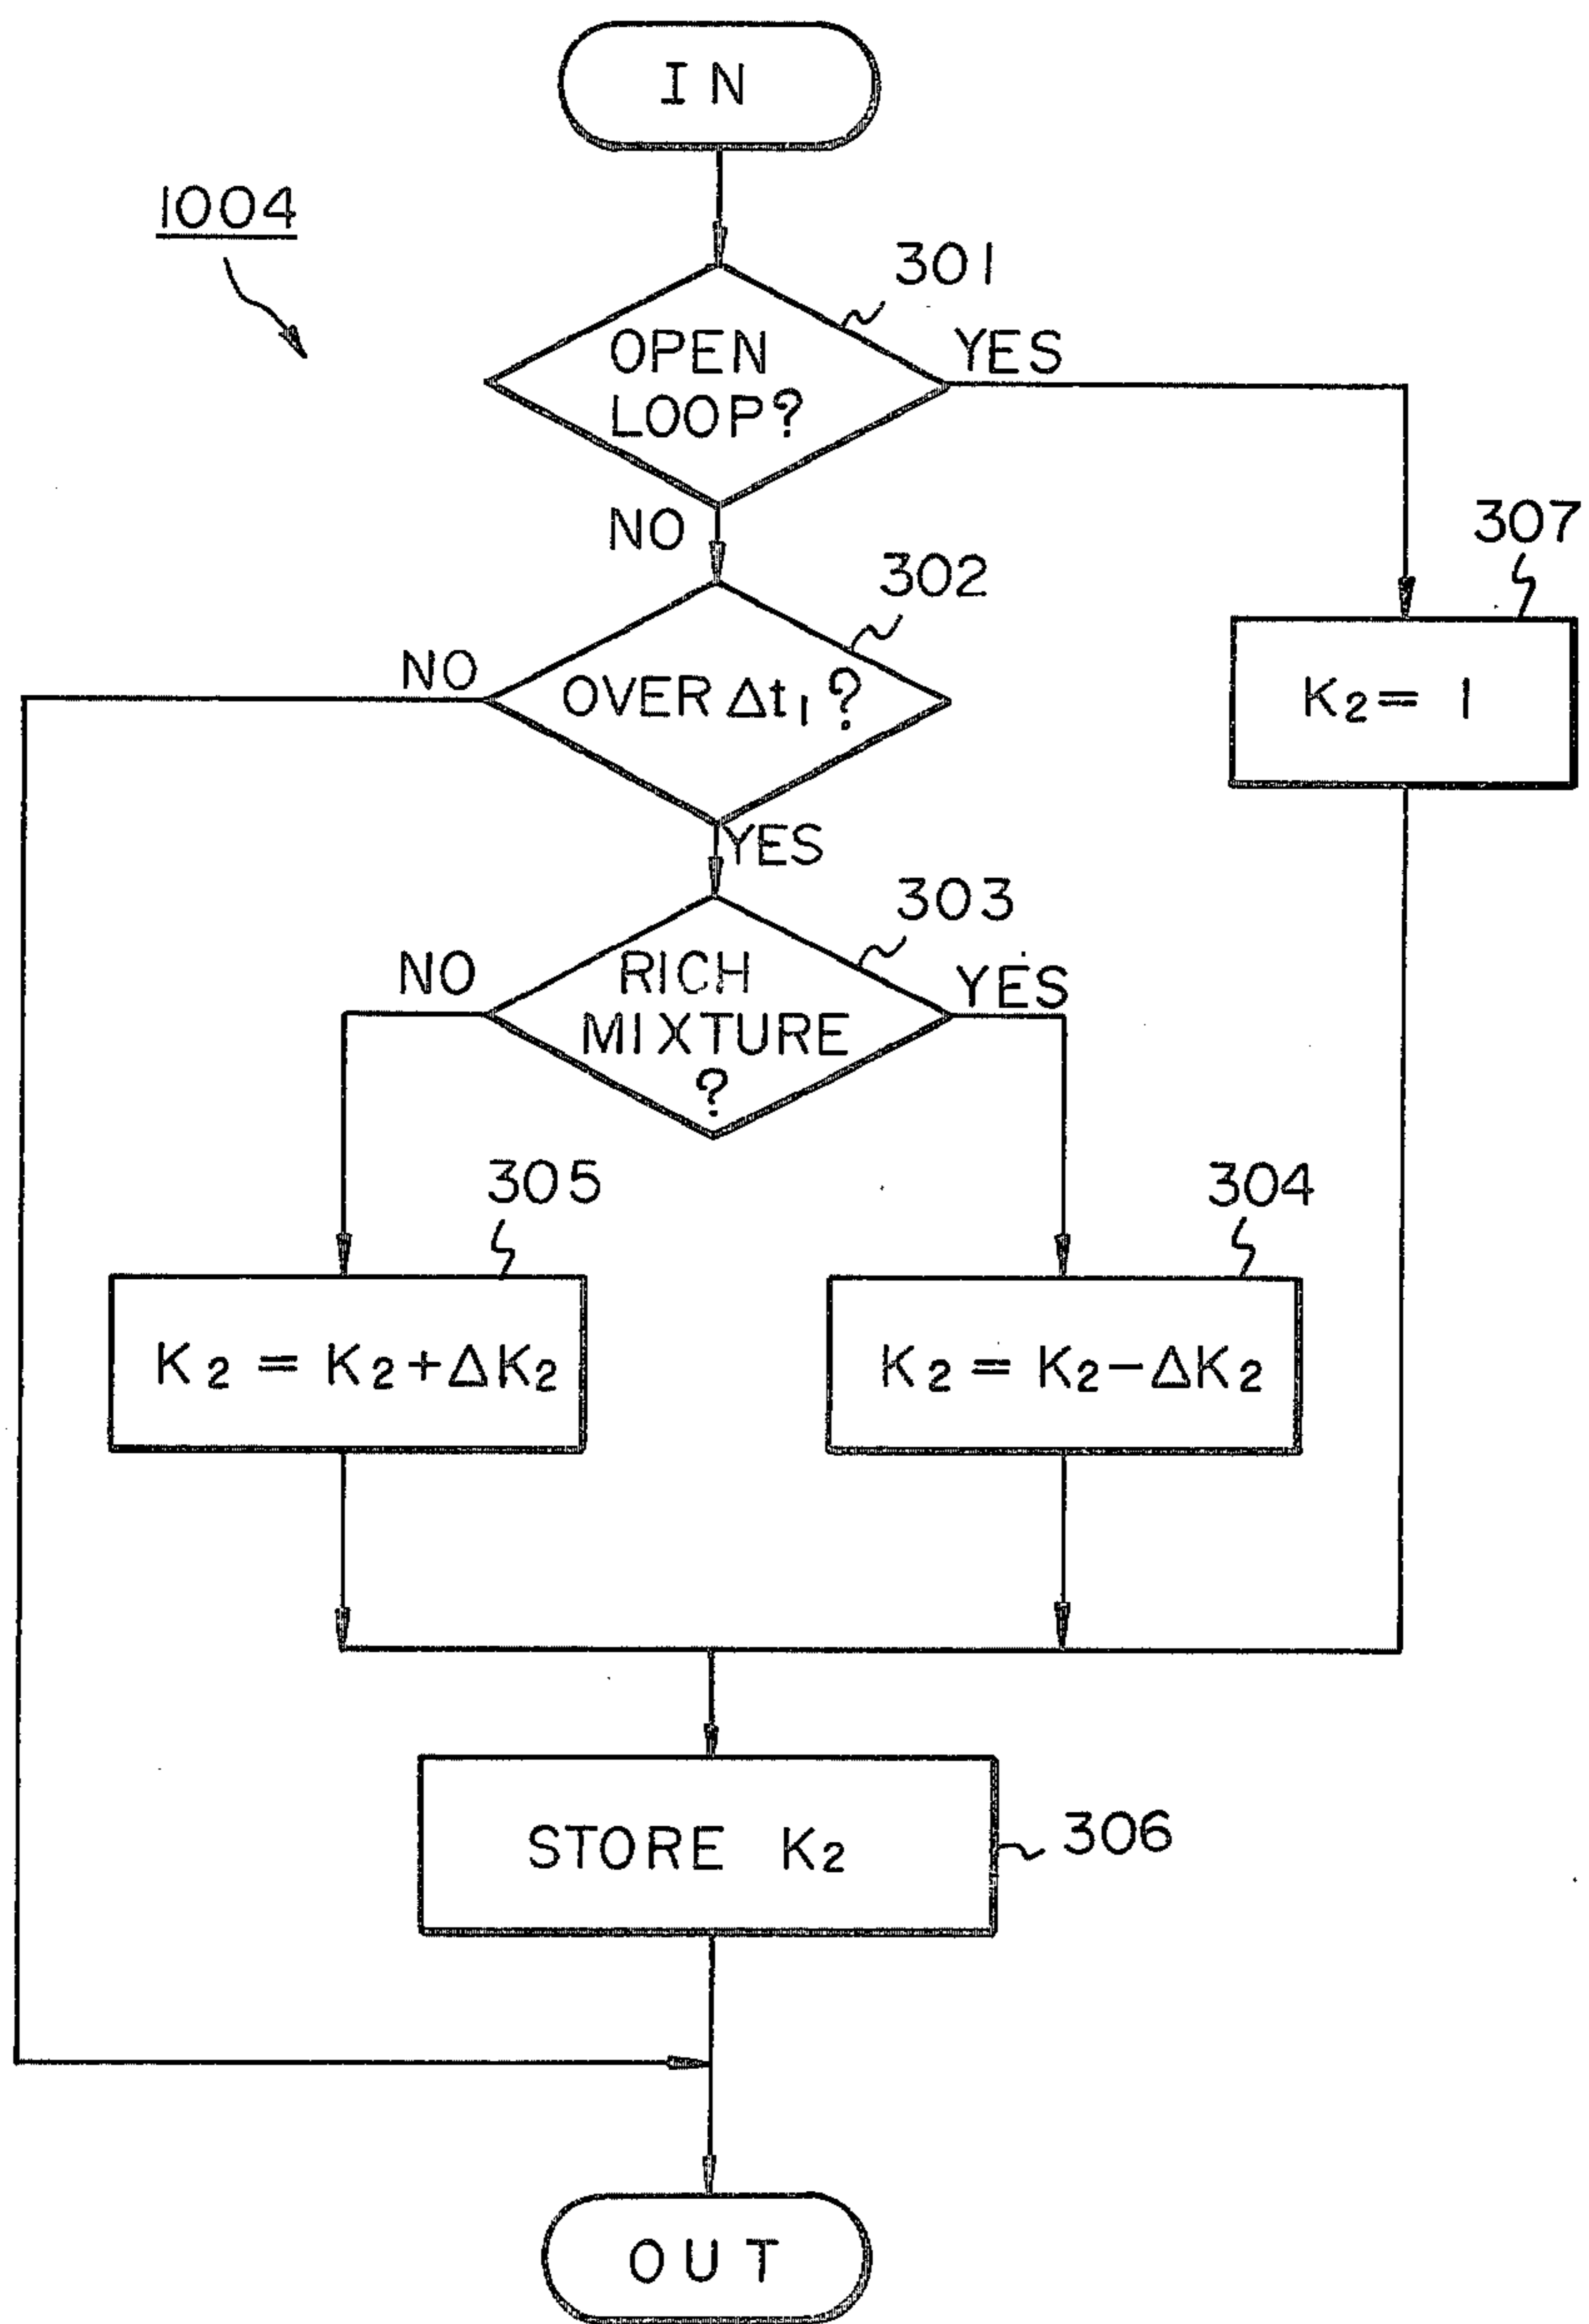 IN
1004
301
OPEN
LOOP?
YES
NO
307
302
NO
OVER Δt₁?
K₂ = 1
YES
303
NO
RICH
MIXTURE
?
YES
305
304
K₂ = K₂+ΔK₂
K₂ = K₂−ΔK₂
STORE K₂
306
OUT